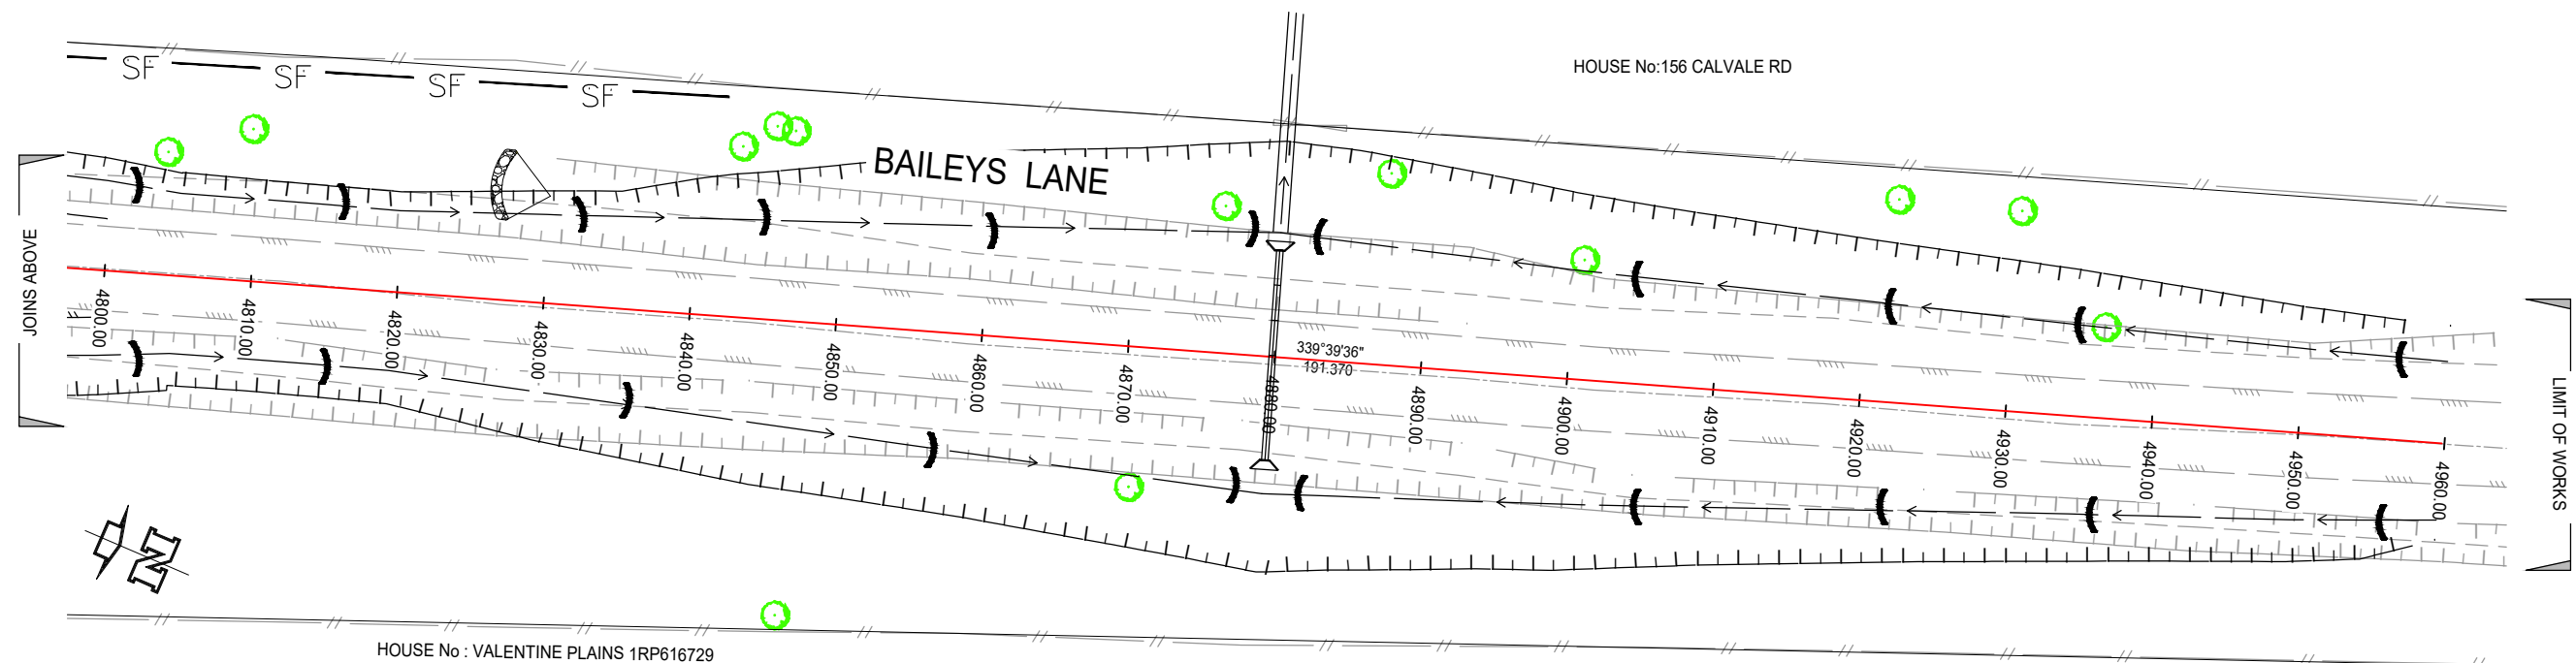 SF
SF
SF
SF
HOUSE No:156 CALVALE RD
BAILEYS LANE
JOINS ABOVE
4800.00
4810.00
4820.00
4830.00
4840.00
4850.00
4860.00
4870.00
4880.00
339°39'36"
191.370
4890.00
4900.00
4910.00
4920.00
4930.00
4940.00
4950.00
4960.00
LIMIT OF WORKS
N
HOUSE No : VALENTINE PLAINS 1RP616729